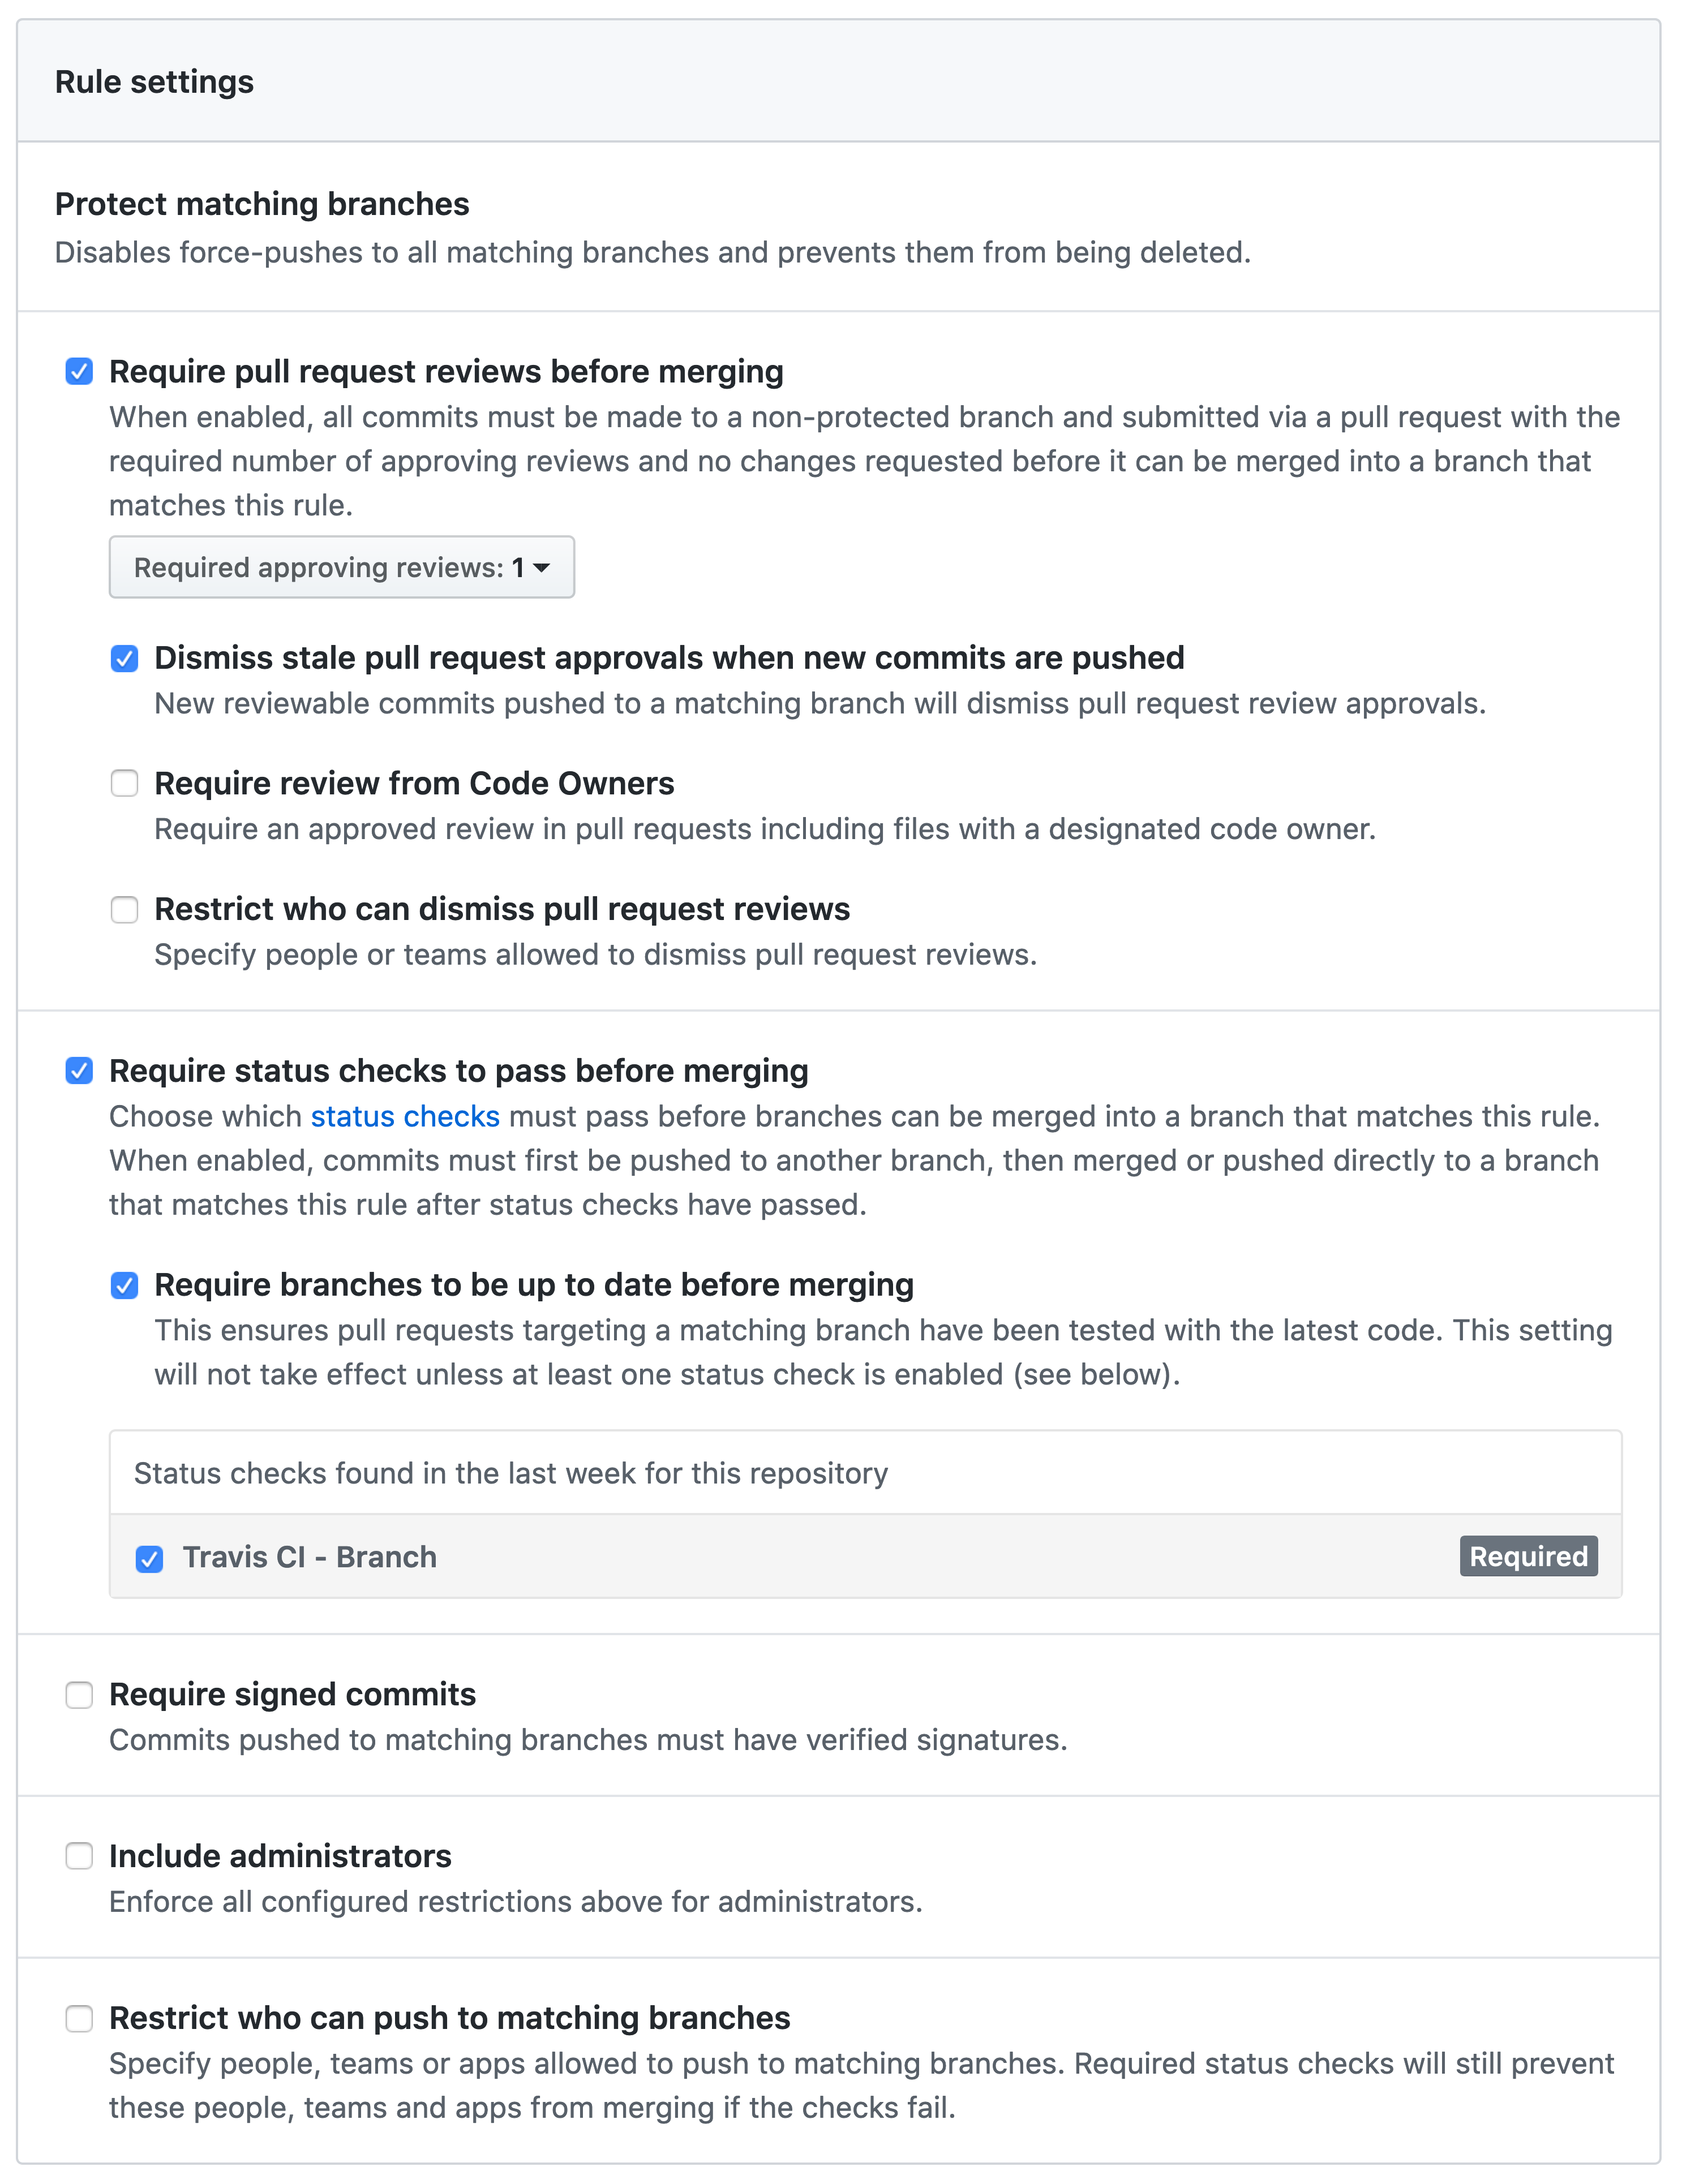 Rule settings
Protect matching branches
Disables force-pushes to all matching branches and prevents them from being deleted.
Require pull request reviews before merging
When enabled, all commits must be made to a non-protected branch and submitted via a pull request with the
required number of approving reviews and no changes requested before it can be merged into a branch that
matches this rule.
Required approving reviews: 1
Dismiss stale pull request approvals when new commits are pushed
New reviewable commits pushed to a matching branch will dismiss pull request review approvals.
Require review from Code Owners
Require an approved review in pull requests including files with a designated code owner.
Restrict who can dismiss pull request reviews
Specify people or teams allowed to dismiss pull request reviews.
Require status checks to pass before merging
Choose which status checks must pass before branches can be merged into a branch that matches this rule.
When enabled, commits must first be pushed to another branch, then merged or pushed directly to a branch
that matches this rule after status checks have passed.
Require branches to be up to date before merging
This ensures pull requests targeting a matching branch have been tested with the latest code. This setting
will not take effect unless at least one status check is enabled (see below).
Status checks found in the last week for this repository
Travis CI - Branch Required
Require signed commits
Commits pushed to matching branches must have verified signatures.
Include administrators
Enforce all configured restrictions above for administrators.
Restrict who can push to matching branches
Specify people, teams or apps allowed to push to matching branches. Required status checks will still prevent
these people, teams and apps from merging if the checks fail.